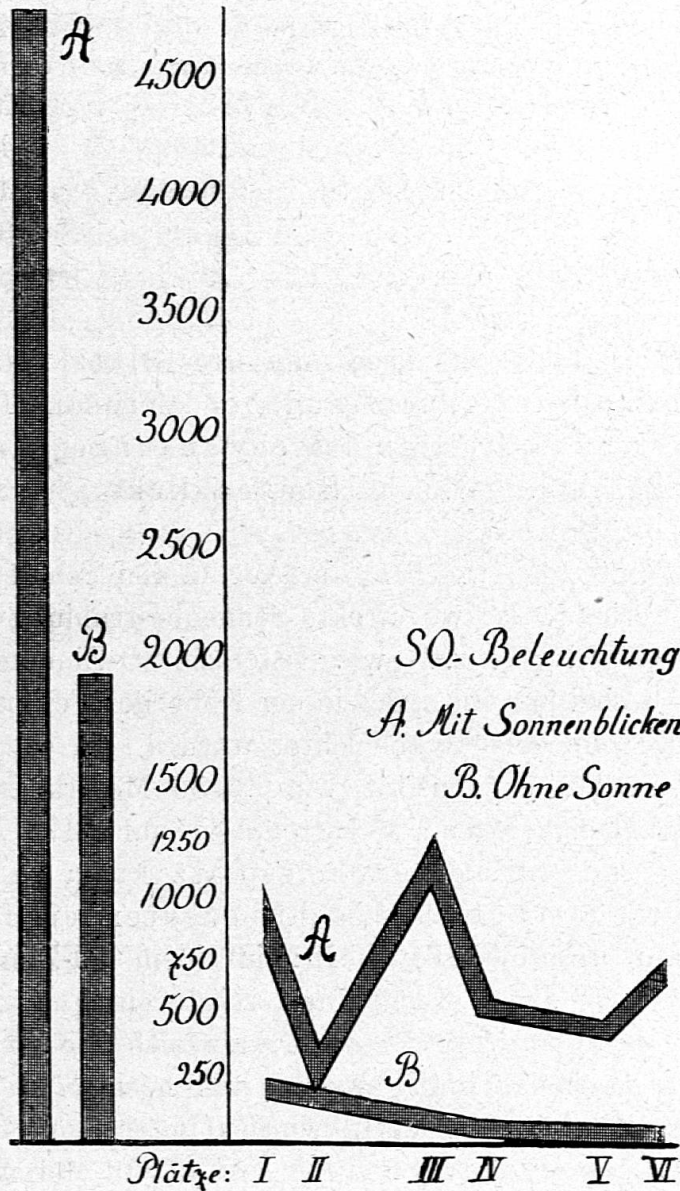 A
4500
4000
3500
3000
2500
B
2000
SO-Beleuchtung
A. Mit Sonnenblicken
1500
B. Ohne Sonne
1250
1000
A
750
500
B
250
Plätze: I II III IV V VI